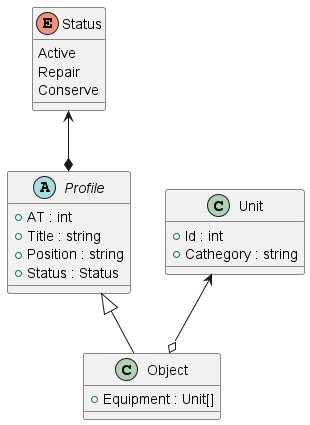 E Status
Active
Repair
Conserve
A Profile
AT : int
Title : string
Position : string
Status : Status
C Unit
Id : int
Cathegory : string
C Object
Equipment : Unit[]